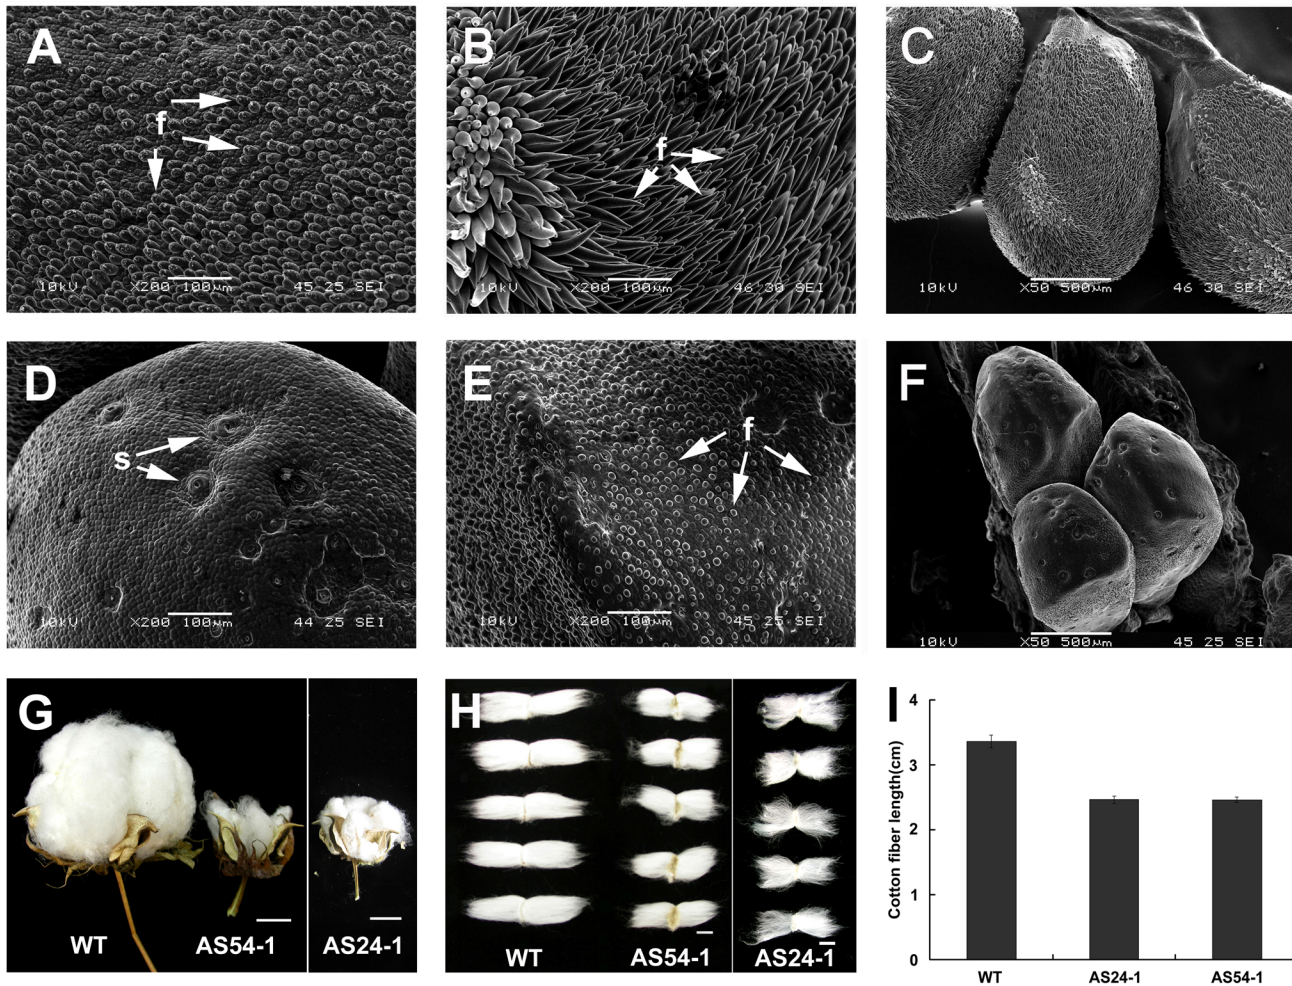 A
f
10kV X200 100µm 45 25 SEI
B
f
10kV X200 100µm 46 30 SEI
C
10kV X50 500µm 46 30 SEI
D
s
10kV X200 100µm 44 25 SEI
E
f
10kV X200 100µm 45 25 SEI
F
10kV X50 500µm 45 25 SEI
G
WT AS54-1 AS24-1
H
WT AS54-1 AS24-1
I
Cotton fiber length(cm)
4
3
2
1
0
WT AS24-1 AS54-1